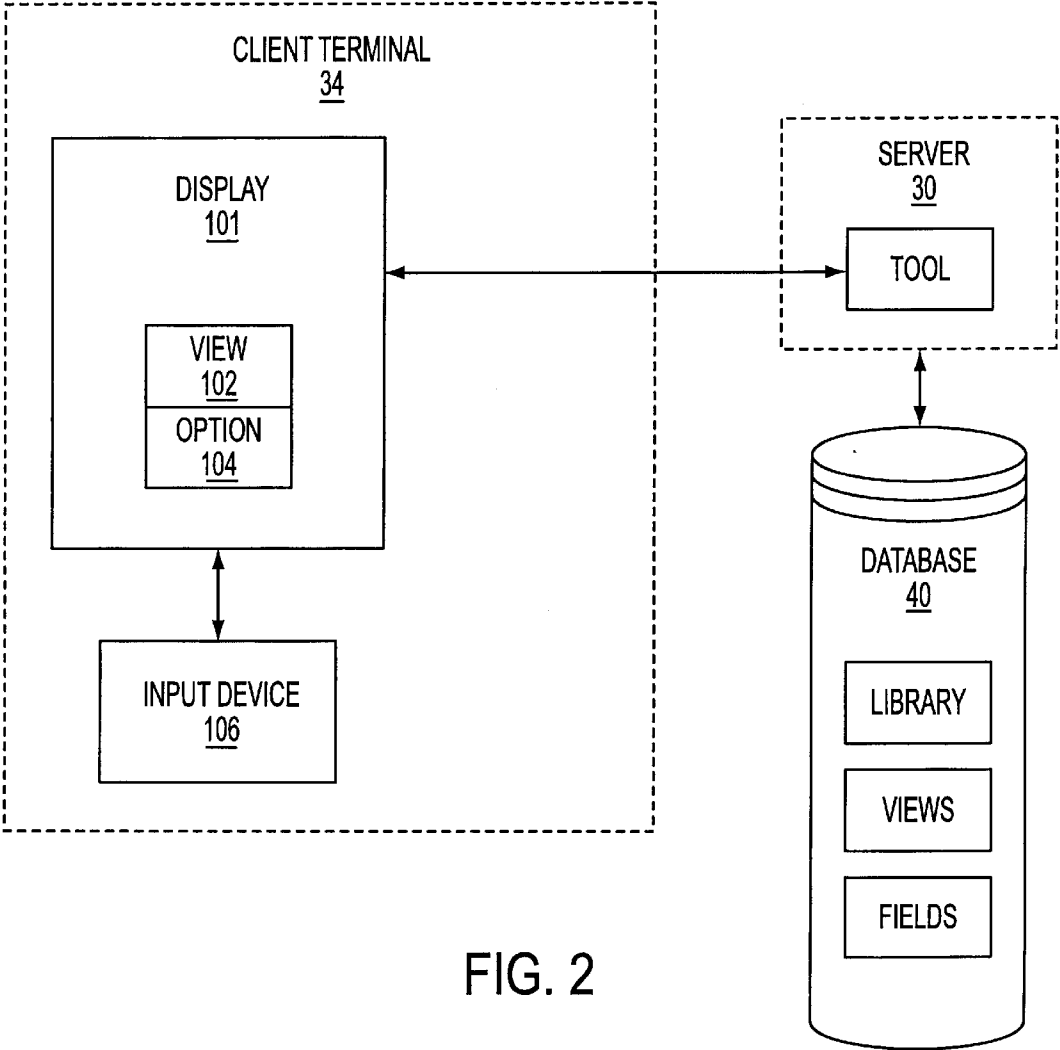 CLIENT TERMINAL
34
DISPLAY
101
VIEW
102
OPTION
104
INPUT DEVICE
106
SERVER
30
TOOL
DATABASE
40
LIBRARY
VIEWS
FIELDS
FIG. 2